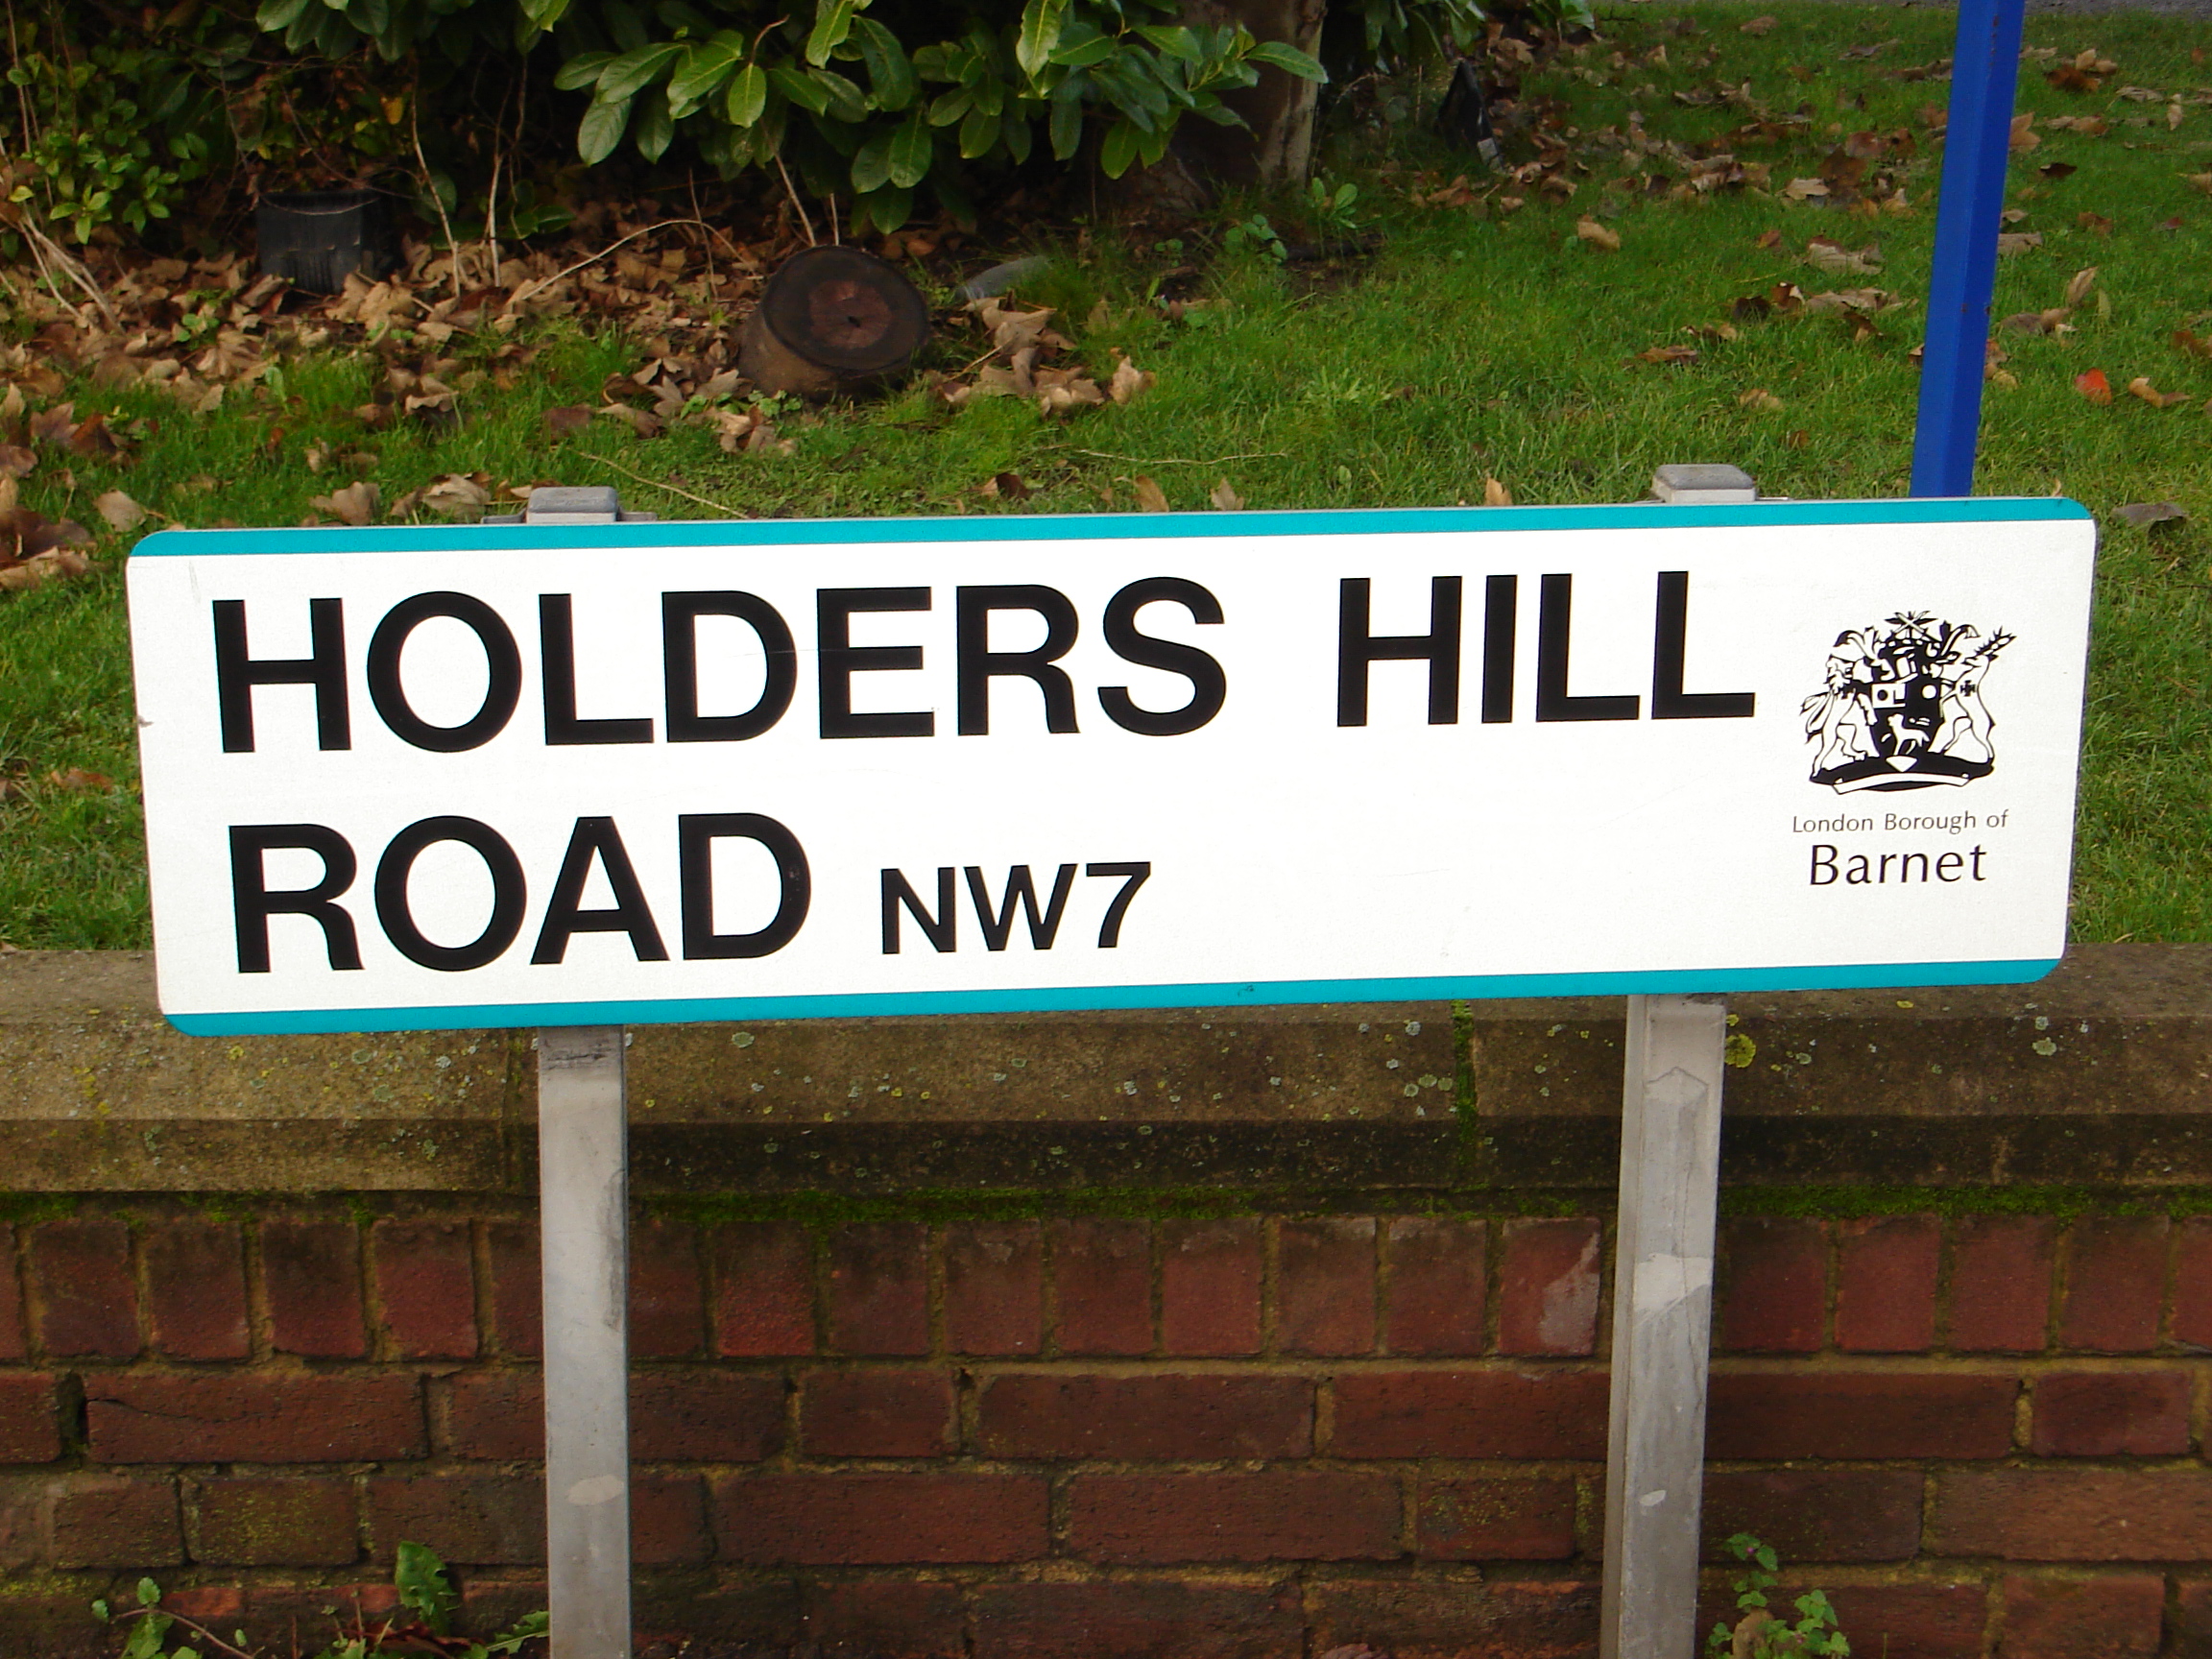 HOLDERS HILL
ROAD NW7
London Borough of
Barnet